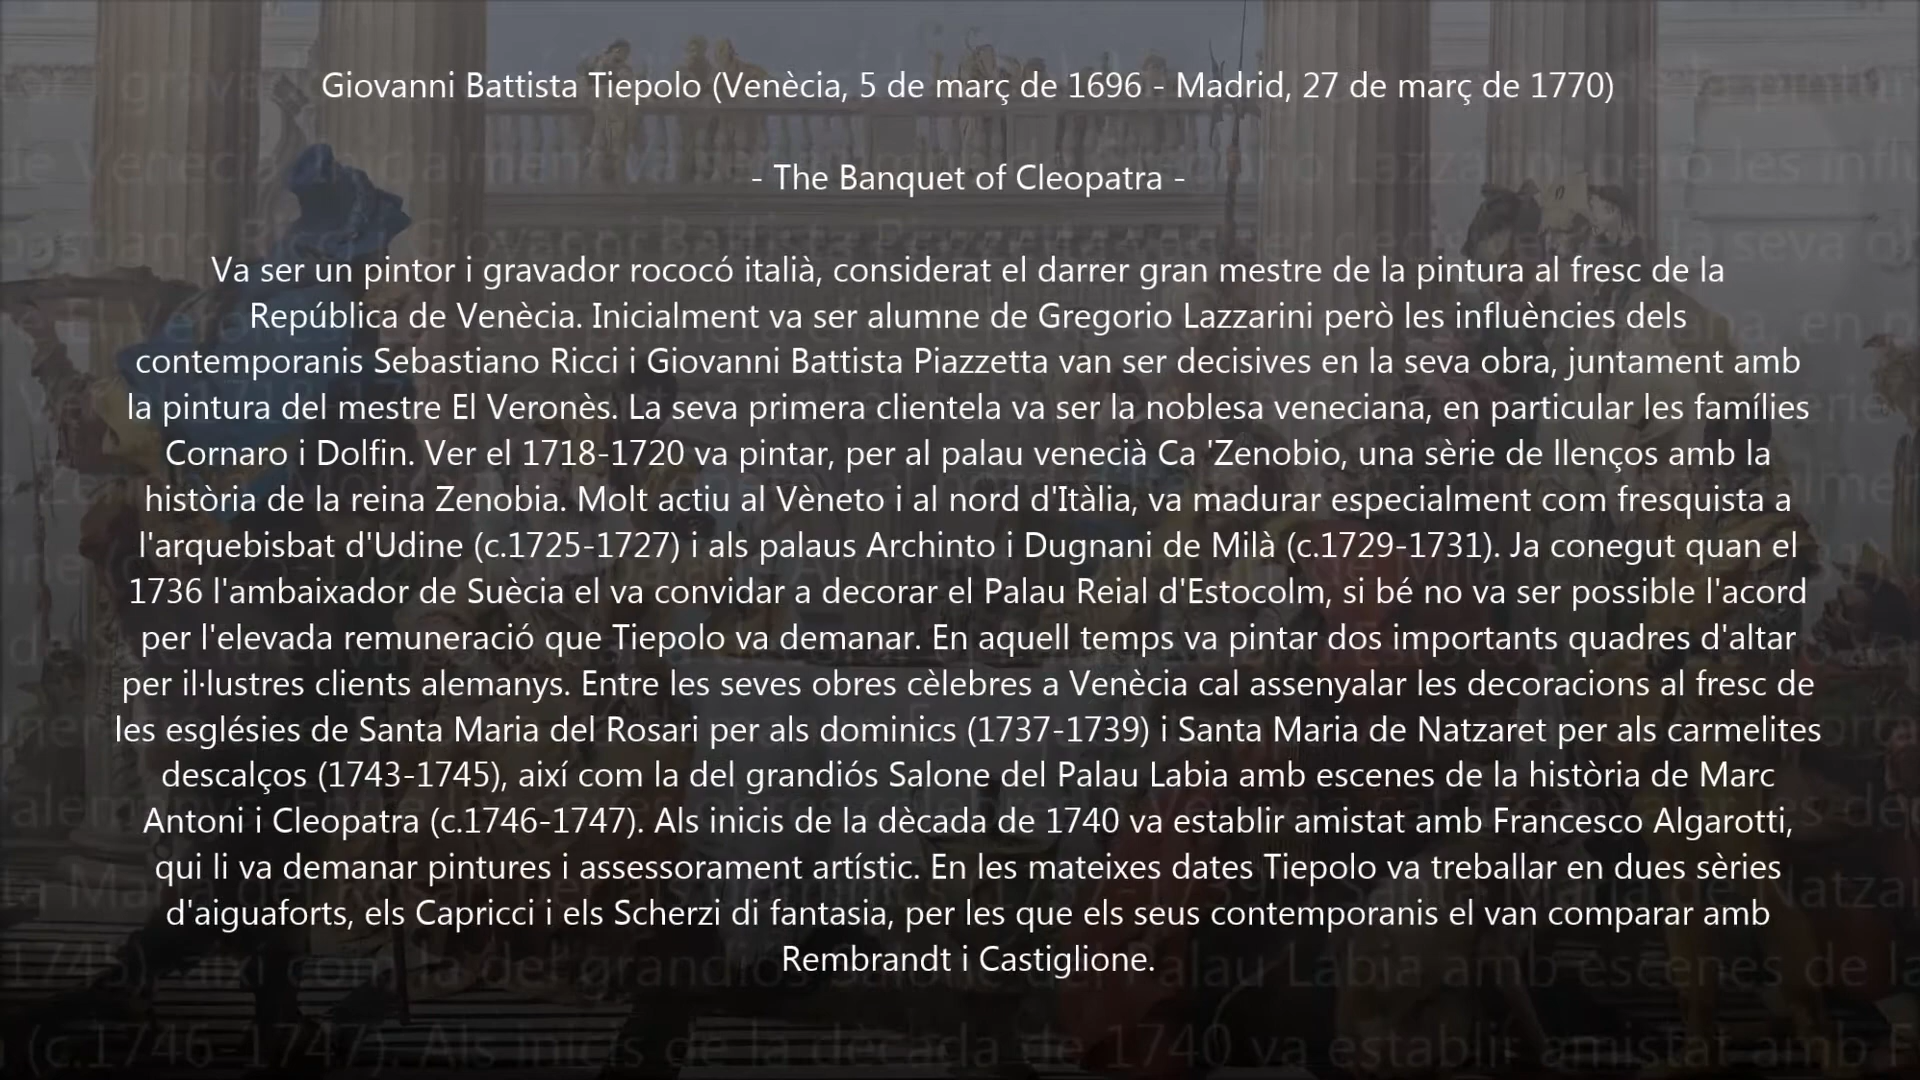 Giovanni Battista Tiepolo (Venècia, 5 de març de 1696 - Madrid, 27 de març de 1770)
- The Banquet of Cleopatra -
Va ser un pintor i gravador rococó italià, considerat el darrer gran mestre de la pintura al fresc de la
República de Venècia. Inicialment va ser alumne de Gregorio Lazzarini però les influències dels
contemporanis Sebastiano Ricci i Giovanni Battista Piazzetta van ser decisives en la seva obra, juntament amb
la pintura del mestre El Veronès. La seva primera clientela va ser la noblesa veneciana, en particular les famílies
Cornaro i Dolfin. Ver el 1718-1720 va pintar, per al palau venecià Ca 'Zenobio, una sèrie de llenços amb la
història de la reina Zenobia. Molt actiu al Vèneto i al nord d'Itàlia, va madurar especialment com fresquista a
l'arquebisbat d'Udine (c.1725-1727) i als palaus Archinto i Dugnani de Milà (c.1729-1731). Ja conegut quan el
1736 l'ambaixador de Suècia el va convidar a decorar el Palau Reial d'Estocolm, si bé no va ser possible l'acord
per l'elevada remuneració que Tiepolo va demanar. En aquell temps va pintar dos importants quadres d'altar
per il·lustres clients alemanys. Entre les seves obres cèlebres a Venècia cal assenyalar les decoracions al fresc de
les esglésies de Santa Maria del Rosari per als dominics (1737-1739) i Santa Maria de Natzaret per als carmelites
descalços (1743-1745), així com la del grandiós Salone del Palau Labia amb escenes de la història de Marc
Antoni i Cleopatra (c.1746-1747). Als inicis de la dècada de 1740 va establir amistat amb Francesco Algarotti,
qui li va demanar pintures i assessorament artístic. En les mateixes dates Tiepolo va treballar en dues sèries
d'aiguaforts, els Capricci i els Scherzi di fantasia, per les que els seus contemporanis el van comparar amb
Rembrandt i Castiglione.